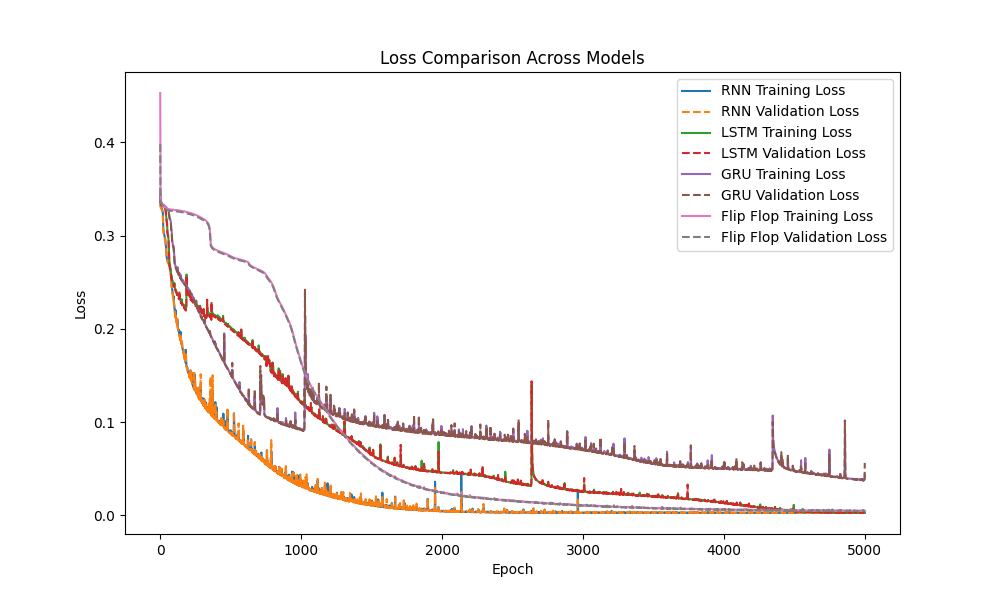 Loss Comparison Across Models
RNN Training Loss
RNN Validation Loss
LSTM Training Loss
LSTM Validation Loss
GRU Training Loss
GRU Validation Loss
Flip Flop Training Loss
Flip Flop Validation Loss
Loss
0.4
0.3
0.2
0.1
0.0
0 1000 2000 3000 4000 5000
Epoch